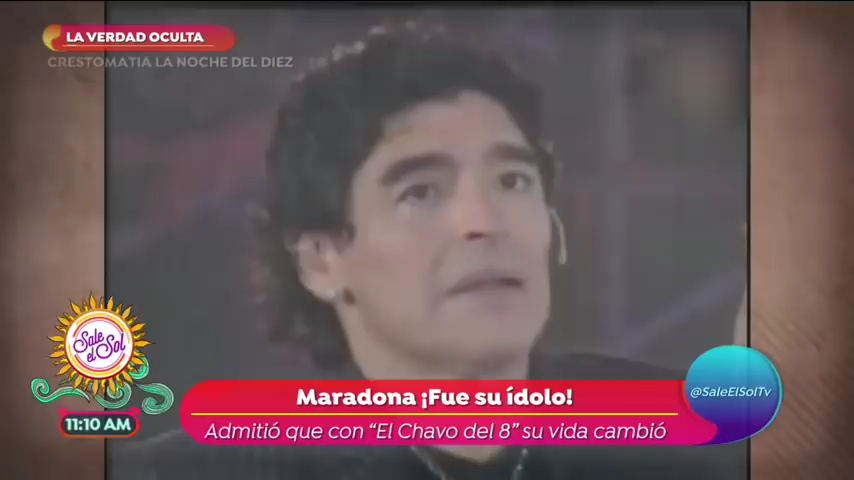 LA VERDAD OCULTA
CRESTOMATIA LA NOCHE DEL DIEZ
Sale
el Sol
11:10 AM
Maradona ¡Fue su ídolo!
Admitió que con “El Chavo del 8” su vida cambió
@SaleElSolTv